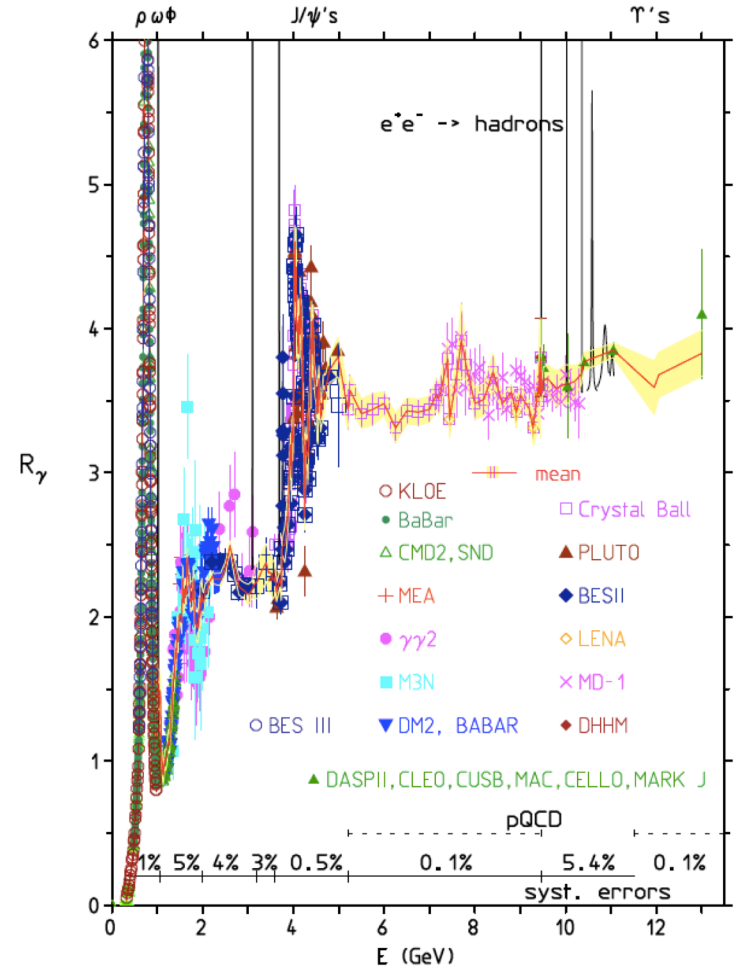 ρ ω Φ J/ψ's ϒ's
6
e⁺e⁻ -> hadrons
5
4
3
R_γ
mean
KLOE
BaBar
Crystal Ball
CMD2,SND
PLUTO
MEA
BESII
γγ2
LENA
M3N
MD-1
BES III
DM2, BABAR
DHHM
2
1
DASPII,CLEO,CUSB,MAC,CELLO,MARK J
pQCD
1% 5% 4% 3% 0.5% 0.1% 5.4% 0.1%
syst. errors
0
0 2 4 6 8 10 12
E (GeV)